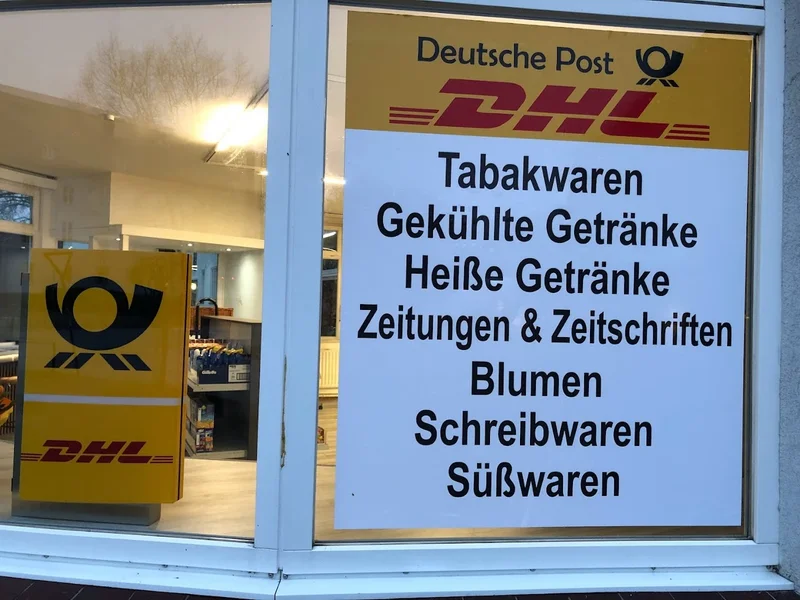 Deutsche Post
DHL
Tabakwaren
Gekühlte Getränke
Heiße Getränke
Zeitungen & Zeitschriften
Blumen
Schreibwaren
Süßwaren
DHL